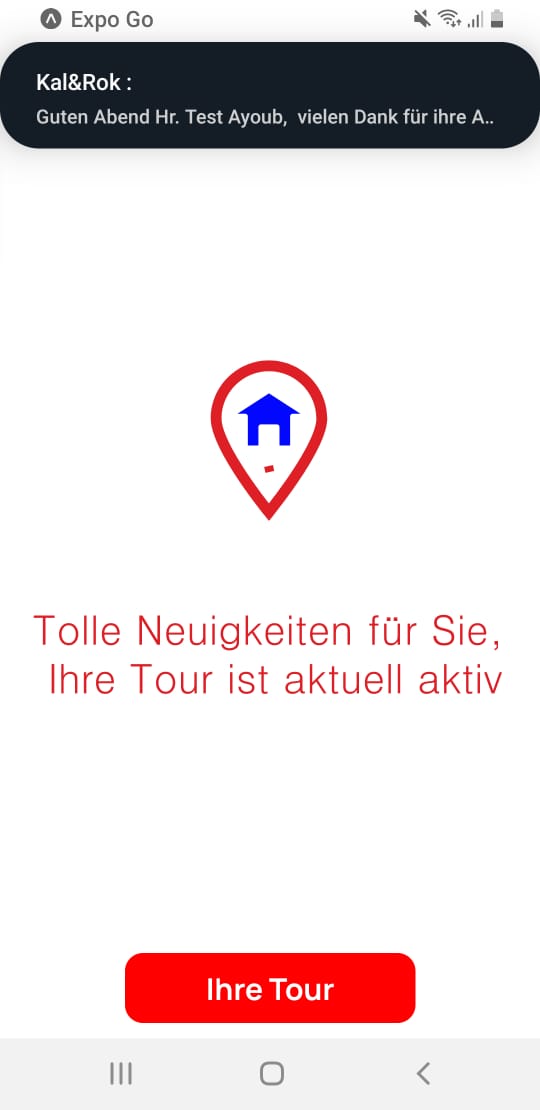 Expo Go
Kal&Rok :
Guten Abend Hr. Test Ayoub,  vielen Dank für ihre A..
Tolle Neuigkeiten für Sie,
Ihre Tour ist aktuell aktiv
Ihre Tour